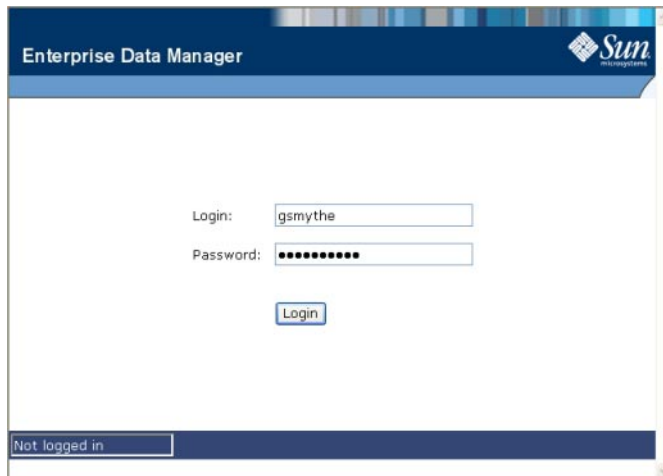 Enterprise Data Manager
Sun
microsystems
Login: gsmythe
Password: ●●●●●●●●●●
Login
Not logged in